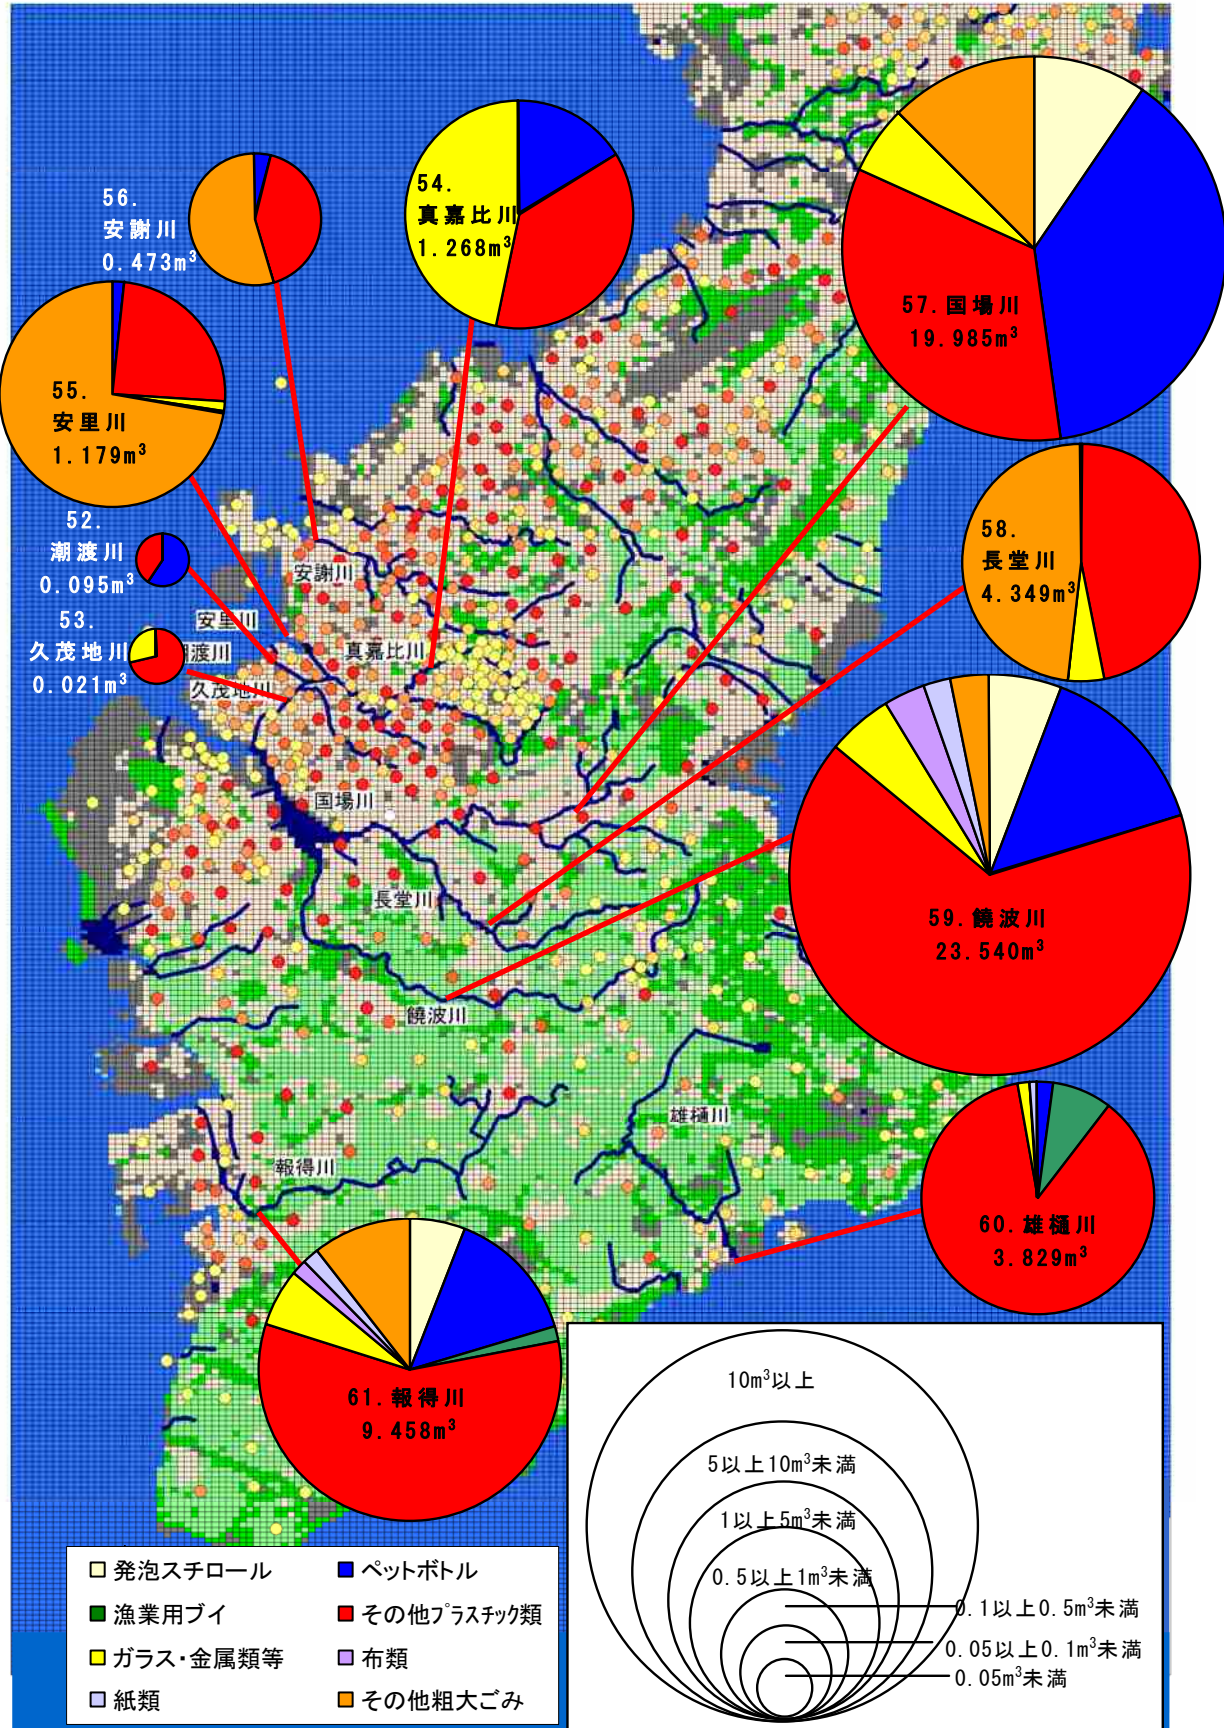 56.
安謝川
0.473m³
54.
真嘉比川
1.268m³
57.国場川
19.985m³
55.
安里川
1.179m³
52.
潮渡川
0.095m³
53.
久茂地川
0.021m³
58.
長堂川
4.349m³
安謝川
安里川
潮渡川
真嘉比川
久茂地川
国場川
長堂川
饒波川
59.饒波川
23.540m³
雄樋川
報得川
60.雄樋川
3.829m³
61.報得川
9.458m³
10m³以上
5以上10m³未満
1以上5m³未満
0.5以上1m³未満
0.1以上0.5m³未満
0.05以上0.1m³未満
0.05m³未満
発泡スチロール
ペットボトル
漁業用ブイ
その他プラスチック類
ガラス・金属類等
布類
紙類
その他粗大ごみ